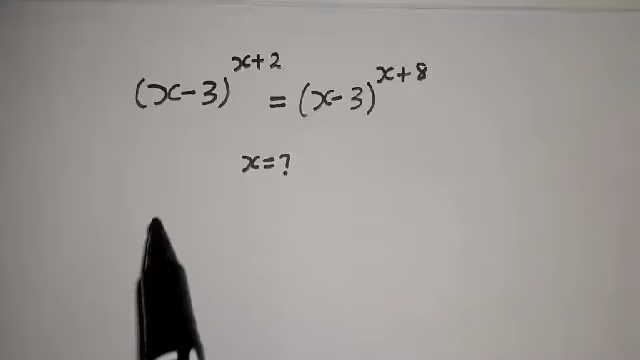 (x-3)^{x+2} = (x-3)^{x+8}
x=?